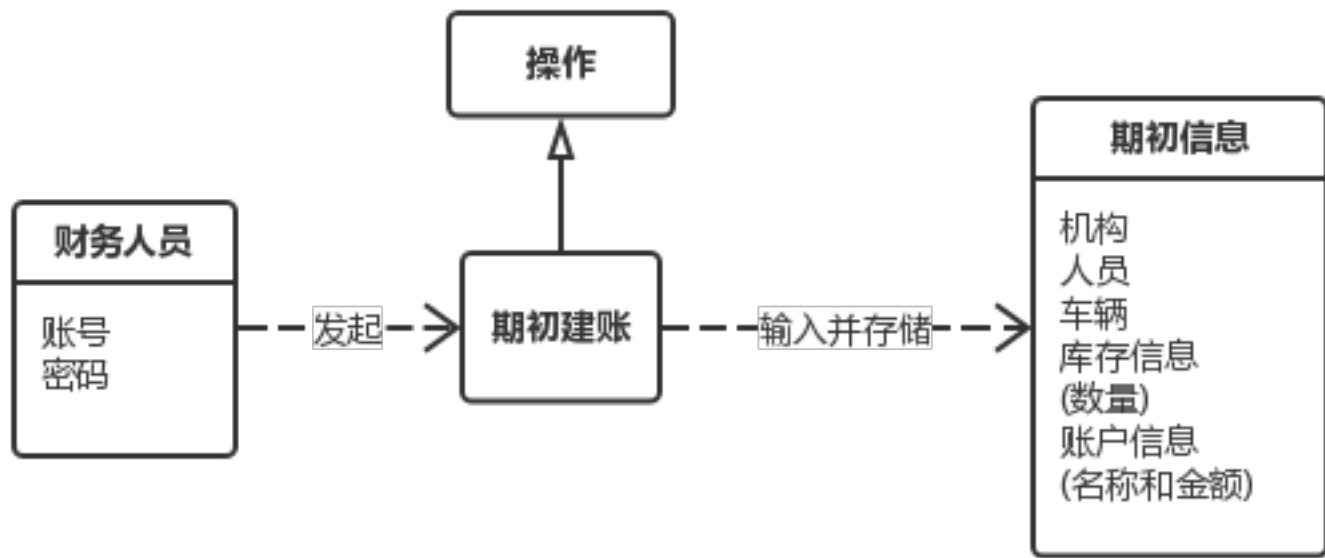 操作
期初信息
机构
人员
车辆
库存信息
(数量)
账户信息
(名称和金额)
财务人员
账号
密码
发起
期初建账
输入并存储